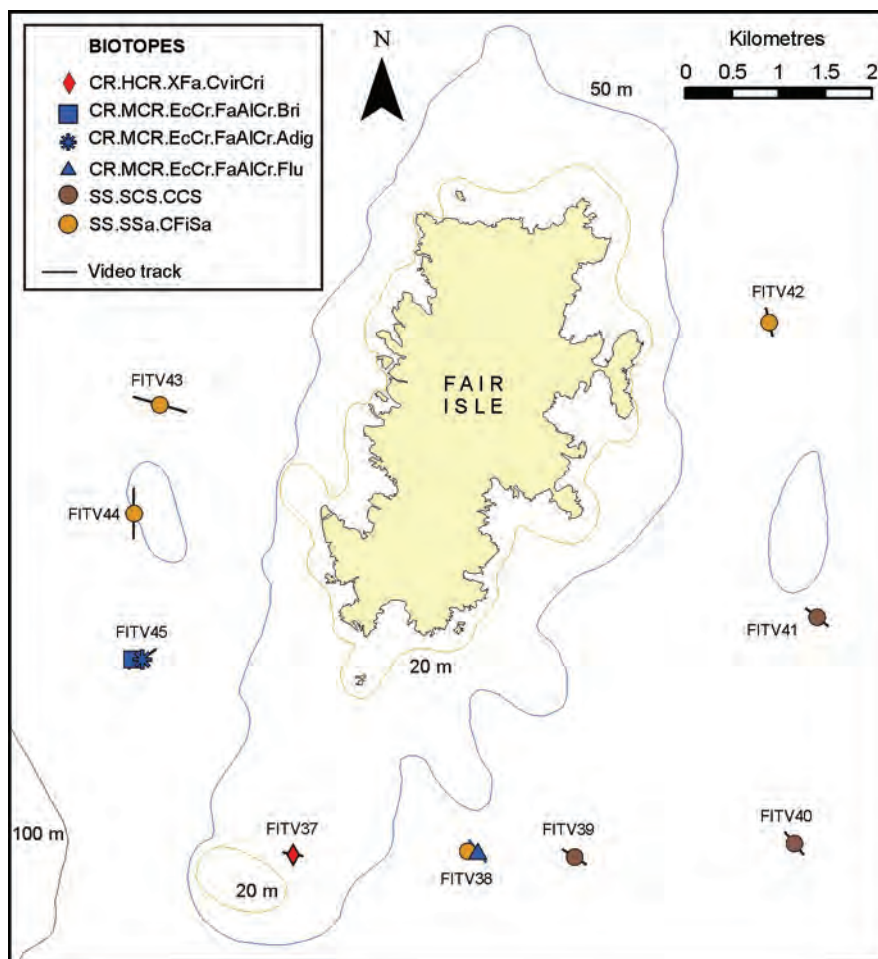 BIOTOPES
CR.HCR.XFa.CvirCri
CR.MCR.EcCr.FaAlCr.Bri
CR.MCR.EcCr.FaAlCr.Adig
CR.MCR.EcCr.FaAlCr.Flu
SS.SCS.CCS
SS.SSa.CFiSa
Video track
N
Kilometres
0 0.5 1 1.5 2
50 m
FITV42
FITV43
FAIR
ISLE
FITV44
FITV41
FITV45
20 m
100 m
FITV37
FITV39
FITV40
FITV38
20 m